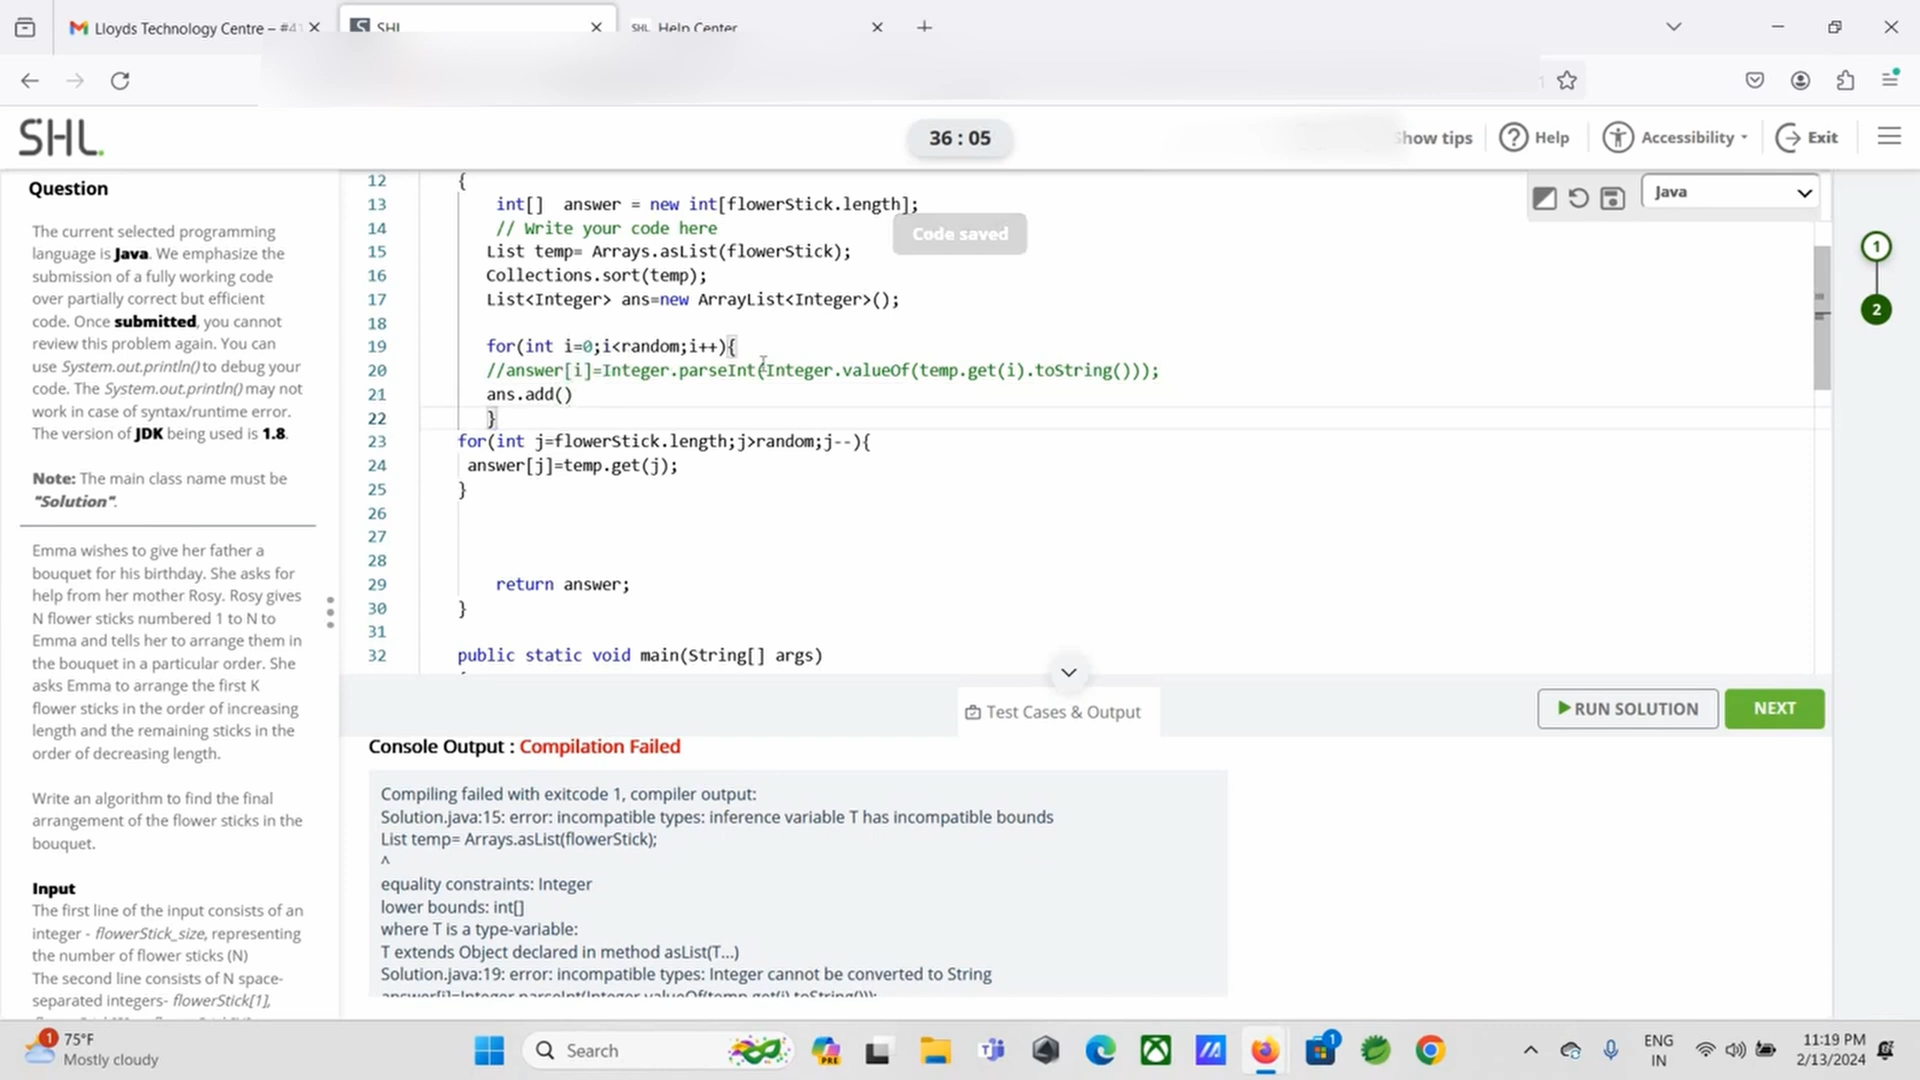 Lloyds Technology Centre – #41
SHL
SHL Help Center
SHL.
36 : 05
Show tips
Help
Accessibility
Exit
Question
The current selected programming
language is Java. We emphasize the
submission of a fully working code
over partially correct but efficient
code. Once submitted, you cannot
review this problem again. You can
use System.out.println() to debug your
code. The System.out.println() may not
work in case of syntax/runtime error.
The version of JDK being used is 1.8.
Note: The main class name must be
"Solution".
Emma wishes to give her father a
bouquet for his birthday. She asks for
help from her mother Rosy. Rosy gives
N flower sticks numbered 1 to N to
Emma and tells her to arrange them in
the bouquet in a particular order. She
asks Emma to arrange the first K
flower sticks in the order of increasing
length and the remaining sticks in the
order of decreasing length.
Write an algorithm to find the final
arrangement of the flower sticks in the
bouquet.
Input
The first line of the input consists of an
integer - flowerStick_size, representing
the number of flower sticks (N)
The second line consists of N space-
separated integers- flowerStick[1],
Java
1
2
Code saved
12 {
13 int[] answer = new int[flowerStick.length];
14 // Write your code here
15 List temp= Arrays.asList(flowerStick);
16 Collections.sort(temp);
17 List<Integer> ans=new ArrayList<Integer>();
18
19 for(int i=0;i<random;i++){
20 //answer[i]=Integer.parseInt(Integer.valueOf(temp.get(i).toString()));
21 ans.add()
22 }
23 for(int j=flowerStick.length;j>random;j--){
24 answer[j]=temp.get(j);
25 }
26
27
28
29 return answer;
30 }
31
32 public static void main(String[] args)
Test Cases & Output
RUN SOLUTION
NEXT
Console Output : Compilation Failed
Compiling failed with exitcode 1, compiler output:
Solution.java:15: error: incompatible types: inference variable T has incompatible bounds
List temp= Arrays.asList(flowerStick);
^
equality constraints: Integer
lower bounds: int[]
where T is a type-variable:
T extends Object declared in method asList(T...)
Solution.java:19: error: incompatible types: Integer cannot be converted to String
answer[i]=Integer.parseInt(Integer.valueOf(temp.get(i).toString()));
1
75°F
Mostly cloudy
Search
PRE
1
ENG
IN
11:19 PM
2/13/2024